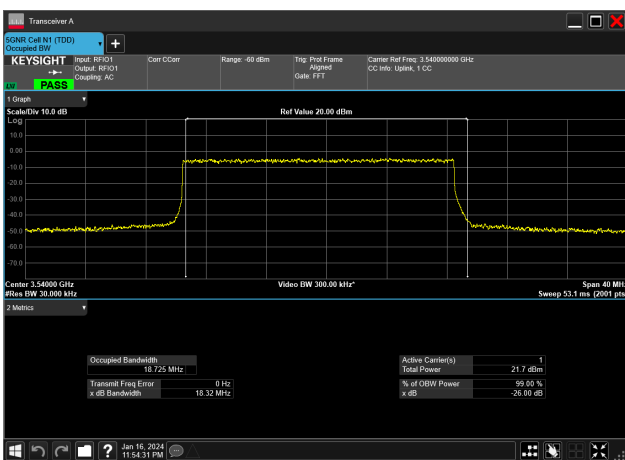 Transceiver A
5GNR Cell N1 (TDD)
Occupied BW
KEYSIGHT
Input: RFIO1
Output: RFIO1
Coupling: AC
Corr CCorr
Range: -60 dBm
Trig: Prot Frame
Aligned
Gate: FFT
Carrier Ref Freq: 3.540000000 GHz
CC Info: Uplink, 1 CC
LXI
PASS
1 Graph
Scale/Div 10.0 dB
Ref Value 20.00 dBm
Log
10.0
0.00
-10.0
-20.0
-30.0
-40.0
-50.0
-60.0
-70.0
Center 3.54000 GHz
Video BW 300.00 kHz*
Span 40 MHz
#Res BW 30.000 kHz
Sweep 53.1 ms (2001 pts
2 Metrics
Occupied Bandwidth
18.725 MHz
Transmit Freq Error 0 Hz
x dB Bandwidth 18.32 MHz
Active Carrier(s) 1
Total Power 21.7 dBm
% of OBW Power 99.00 %
x dB -26.00 dB
Jan 16, 2024
11:54:31 PM